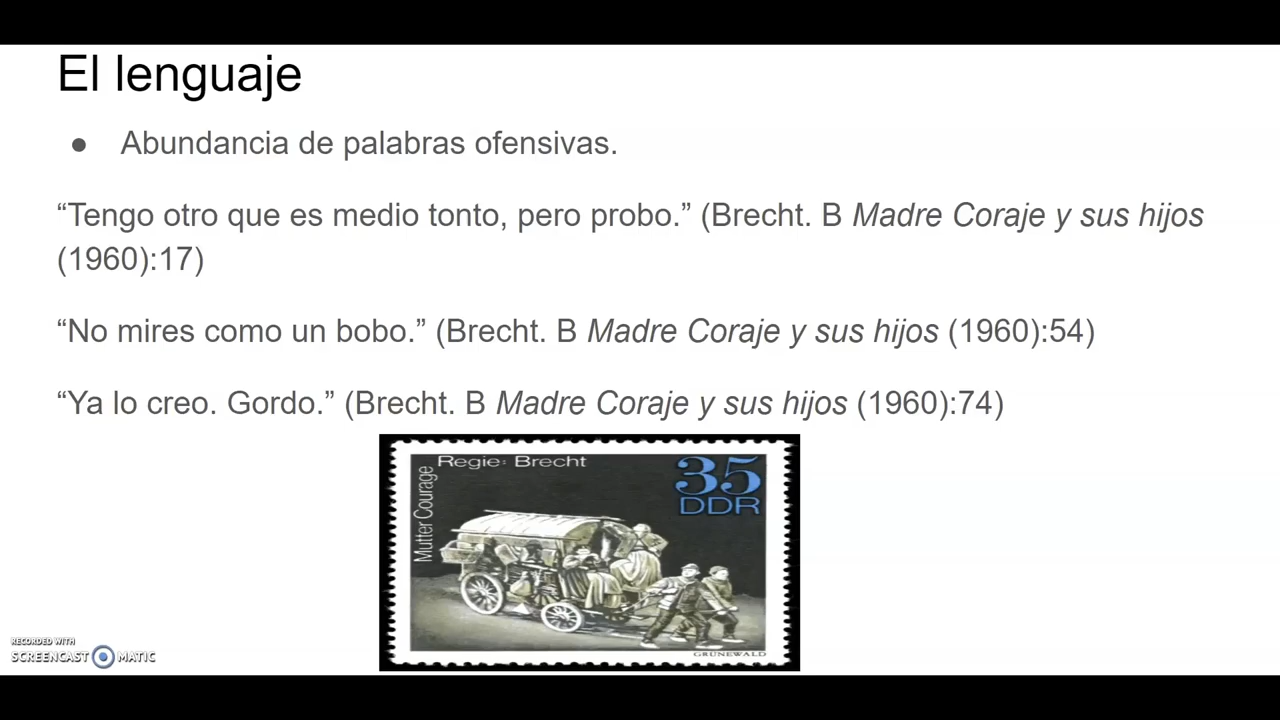 El lenguaje
● Abundancia de palabras ofensivas.
“Tengo otro que es medio tonto, pero probo.” (Brecht. B Madre Coraje y sus hijos
(1960):17)
“No mires como un bobo.” (Brecht. B Madre Coraje y sus hijos (1960):54)
“Ya lo creo. Gordo.” (Brecht. B Madre Coraje y sus hijos (1960):74)
Regie: Brecht
35
DDR
Mutter Courage
GRÜNEWALD
RECORDED WITH
SCREENCAST MATIC